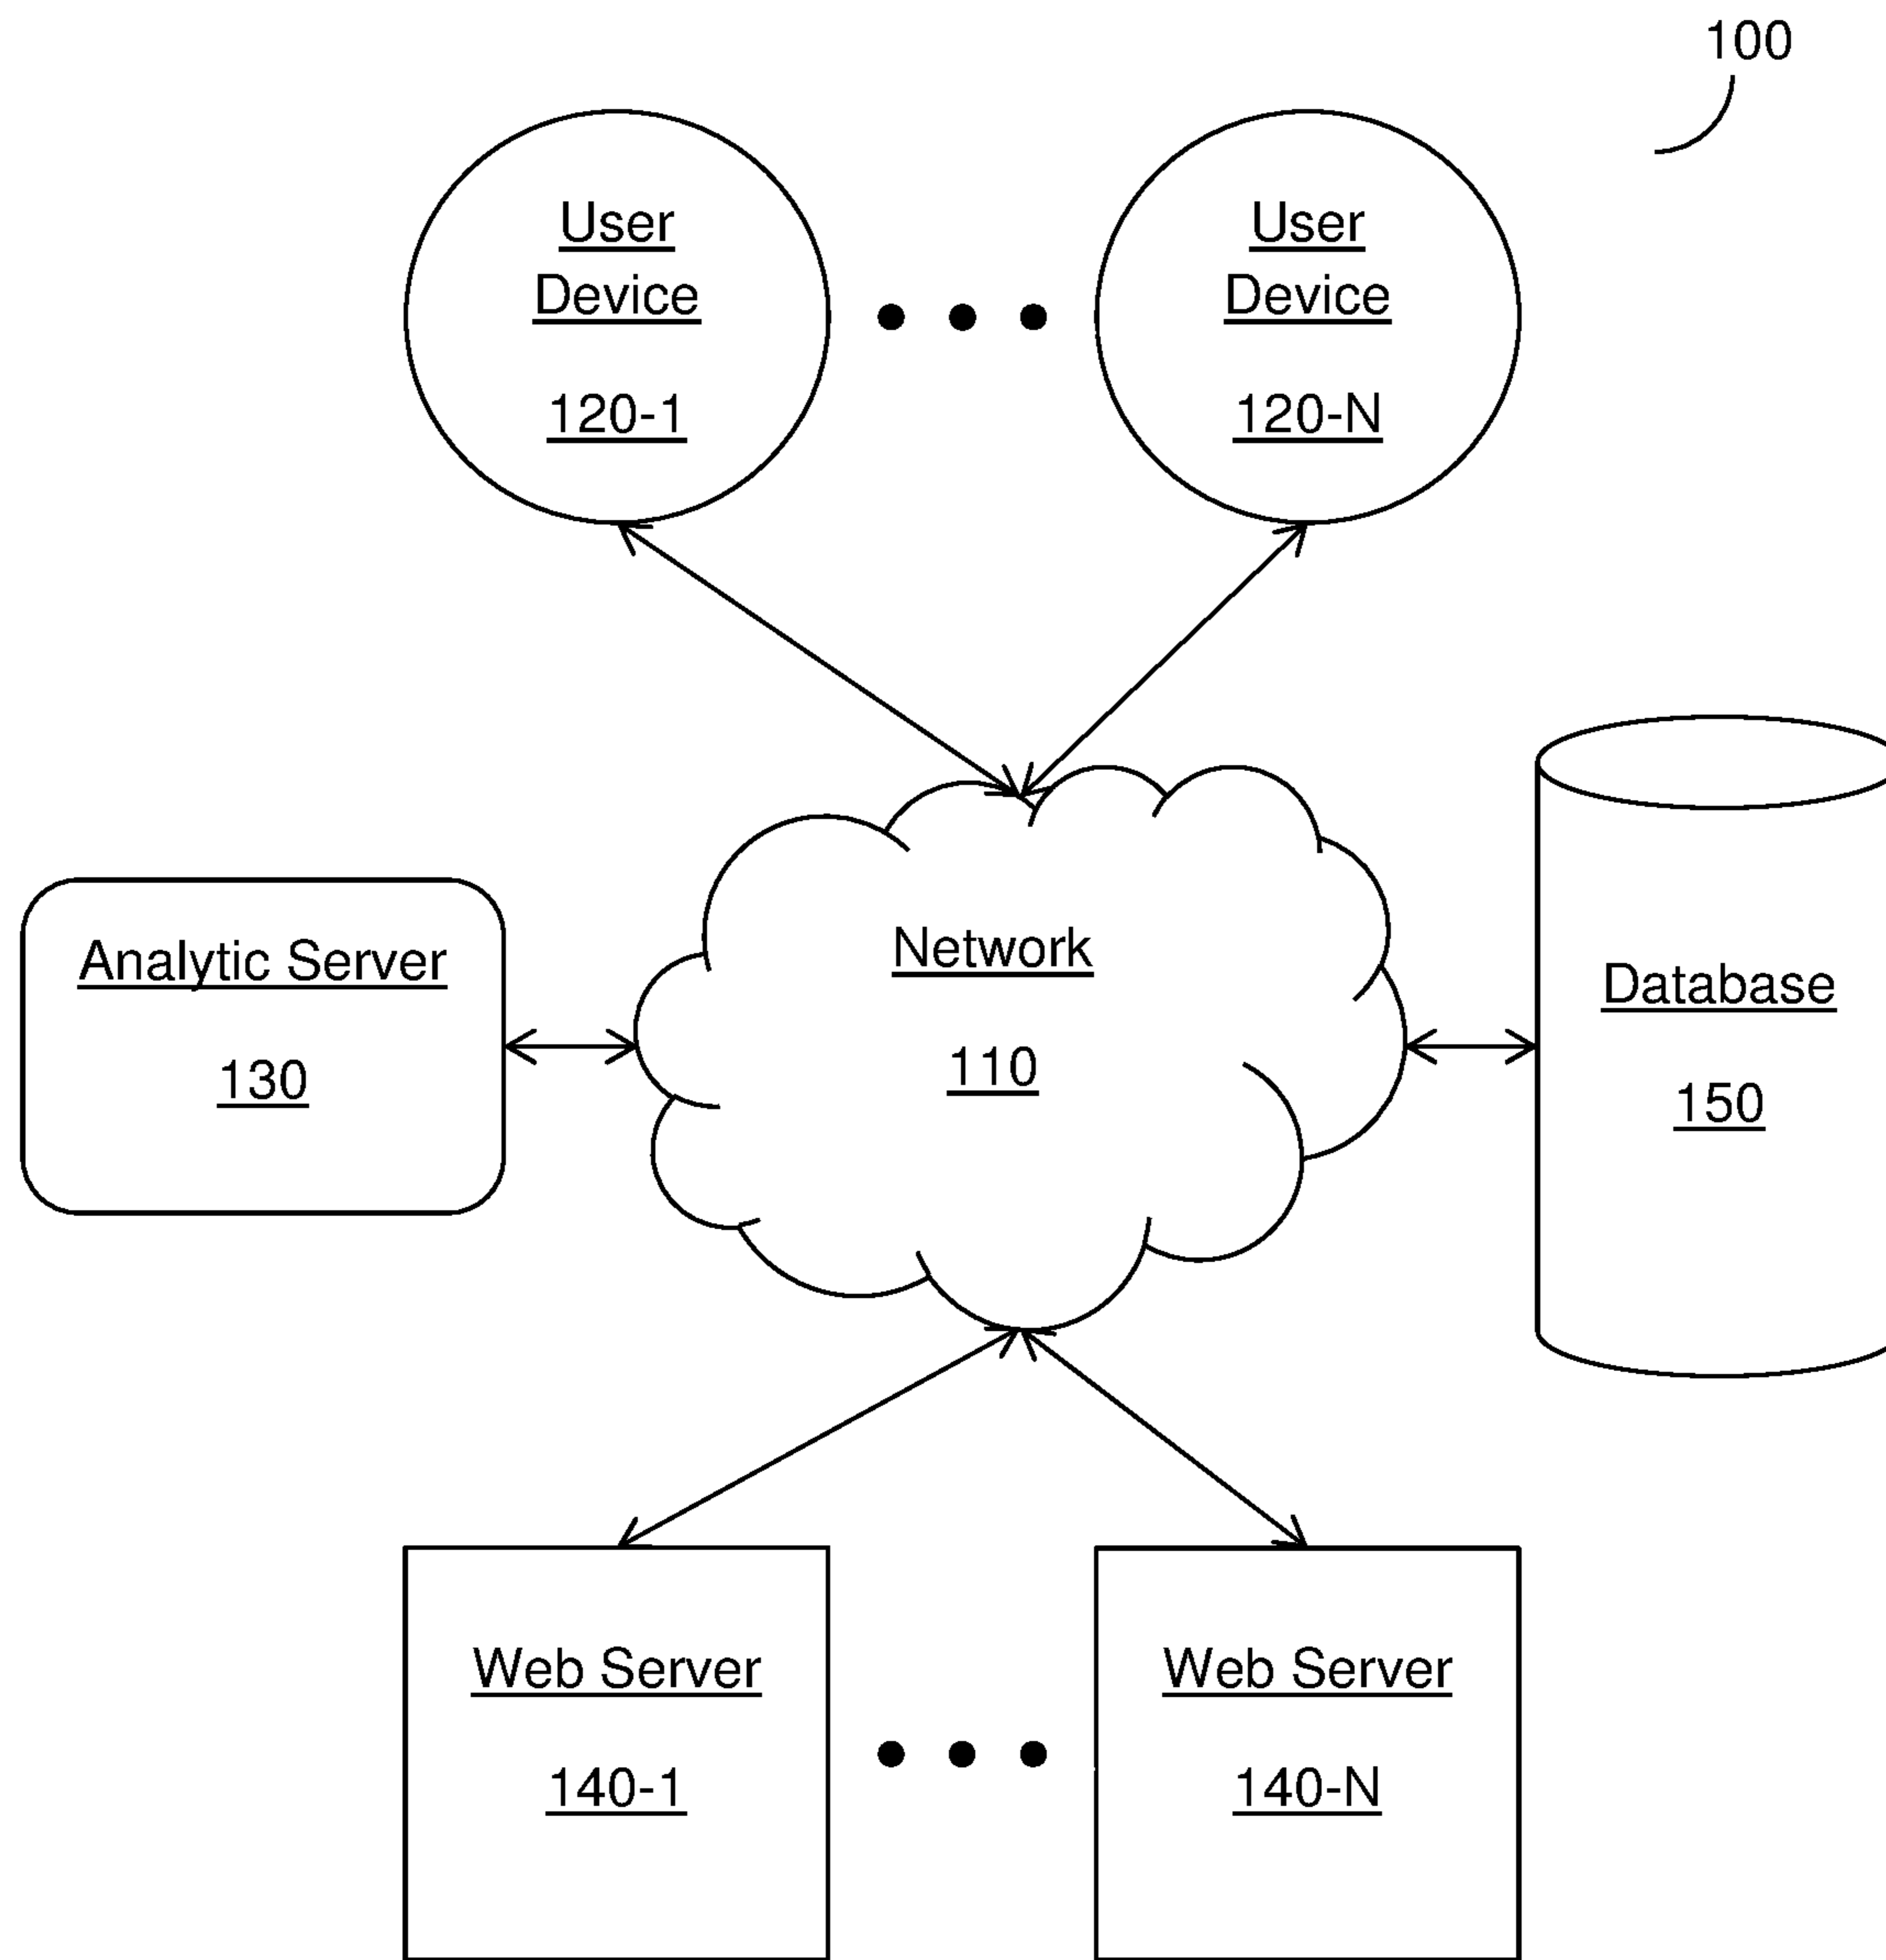 100
User
Device
120-1
User
Device
120-N
Network
110
Analytic Server
130
Database
150
Web Server
140-1
Web Server
140-N